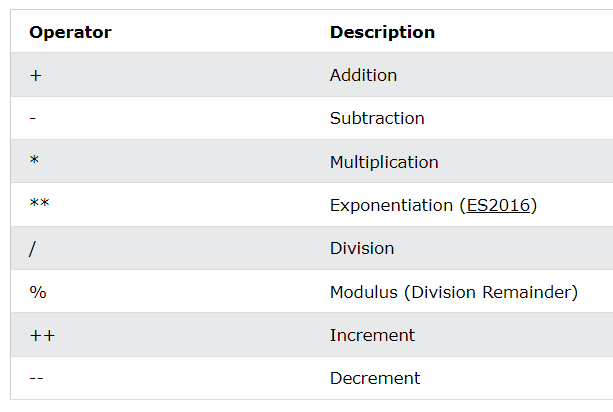 Operator Description
+ Addition
- Subtraction
* Multiplication
** Exponentiation (ES2016)
/ Division
% Modulus (Division Remainder)
++ Increment
-- Decrement